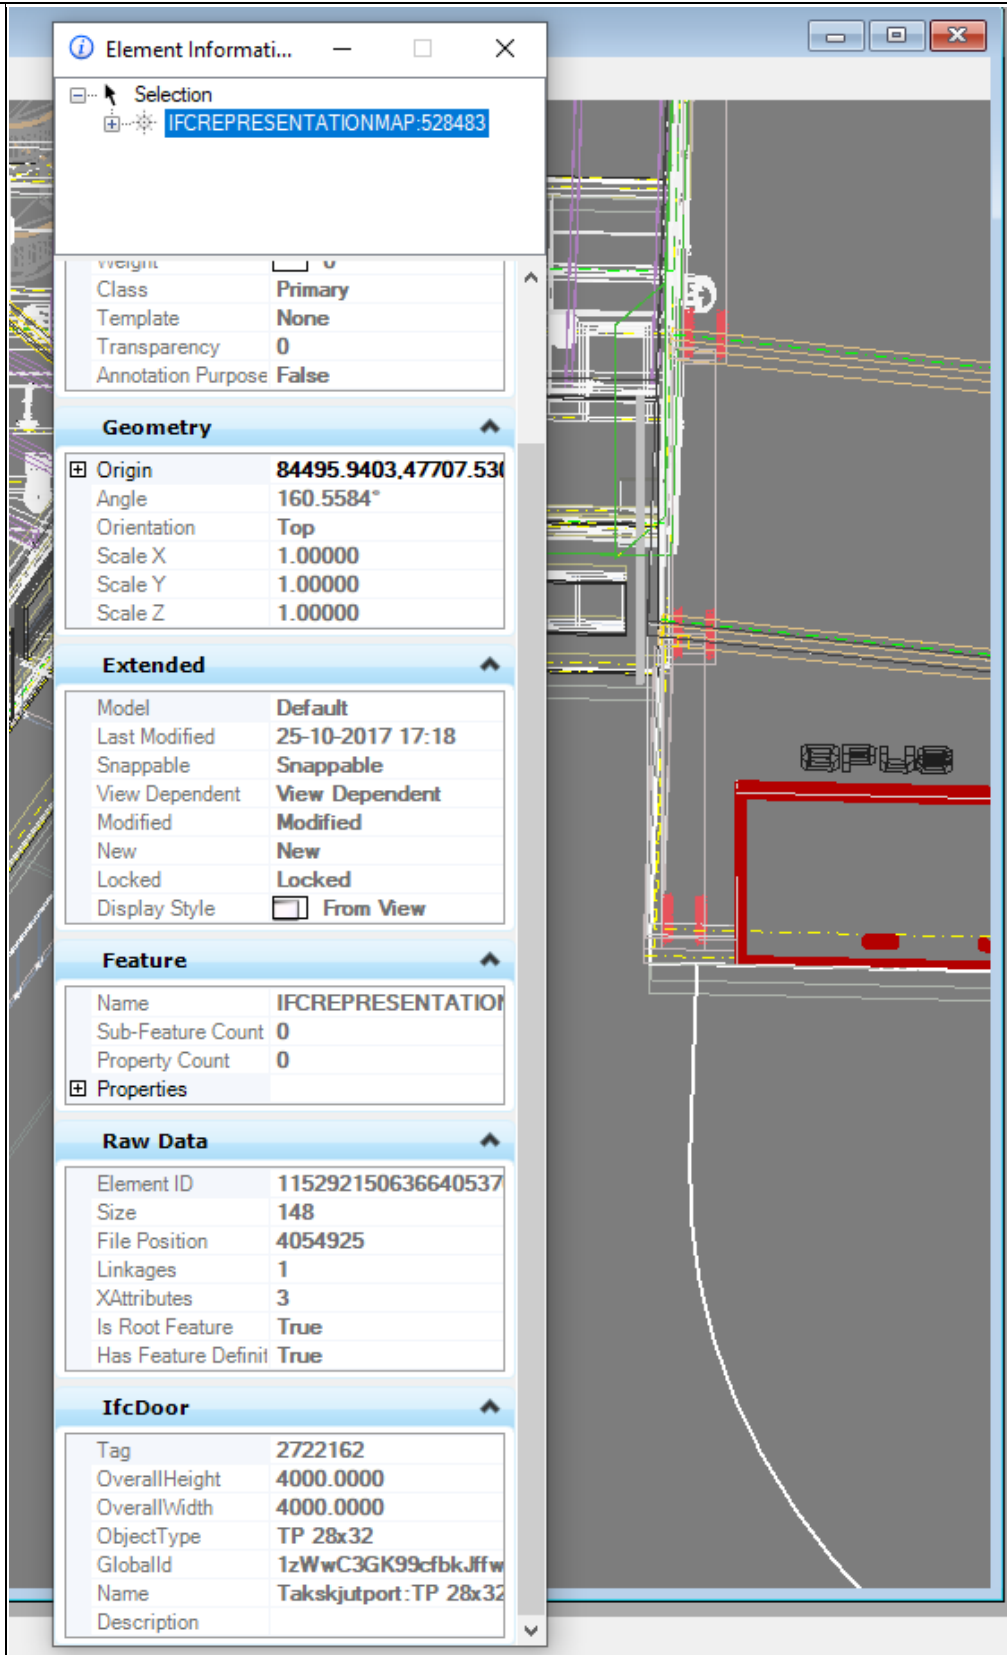 Element Informati...
Selection
IFCREPRESENTATIONMAP:528483
Weight 0
Class Primary
Template None
Transparency 0
Annotation Purpose False
Geometry
Origin 84495.9403,47707.530
Angle 160.5584°
Orientation Top
Scale X 1.00000
Scale Y 1.00000
Scale Z 1.00000
Extended
Model Default
Last Modified 25-10-2017 17:18
Snappable Snappable
View Dependent View Dependent
Modified Modified
New New
Locked Locked
Display Style From View
Feature
Name IFCREPRESENTATION
Sub-Feature Count 0
Property Count 0
Properties
Raw Data
Element ID 115292150636640537
Size 148
File Position 4054925
Linkages 1
XAttributes 3
Is Root Feature True
Has Feature Definit True
IfcDoor
Tag 2722162
OverallHeight 4000.0000
OverallWidth 4000.0000
ObjectType TP 28x32
GlobalId 1zWwC3GK99cfbkJffw
Name Takskjutport:TP 28x32
Description